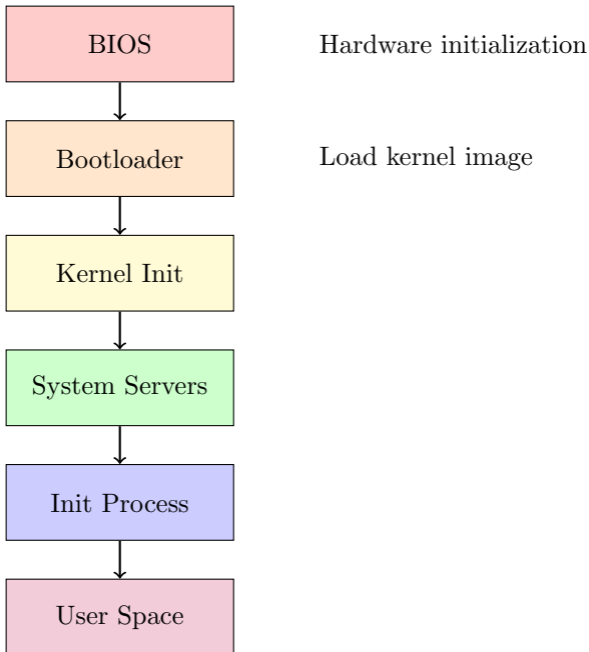 BIOS
Hardware initialization
Bootloader
Load kernel image
Kernel Init
System Servers
Init Process
User Space